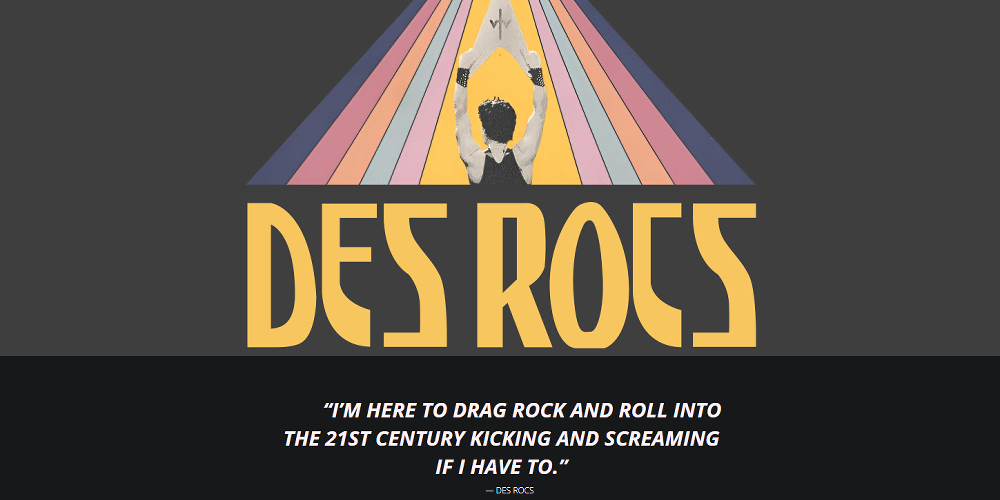 DES ROCS
“I’M HERE TO DRAG ROCK AND ROLL INTO
THE 21ST CENTURY KICKING AND SCREAMING
IF I HAVE TO.”
— DES ROCS